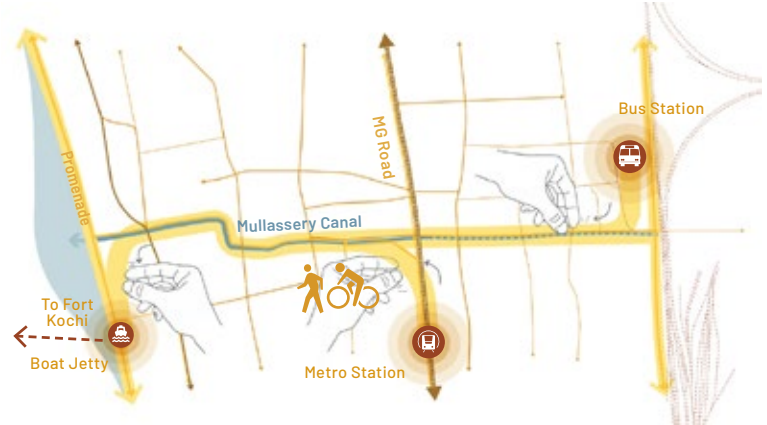 Bus Station
MG Road
Promenade
Mullassery Canal
To Fort
Kochi
Boat Jetty
Metro Station